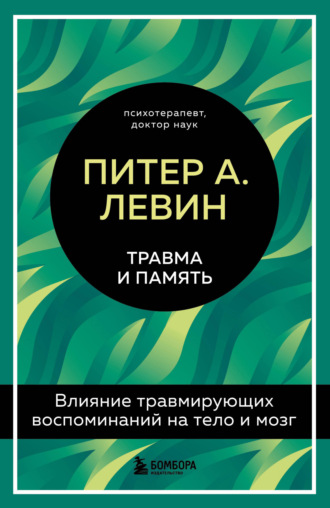 психотерапевт,
доктор наук
ПИТЕР А.
ЛЕВИН
ТРАВМА
И ПАМЯТЬ
Влияние травмирующих
воспоминаний на тело и мозг
БОМБОРА
ИЗДАТЕЛЬСТВО